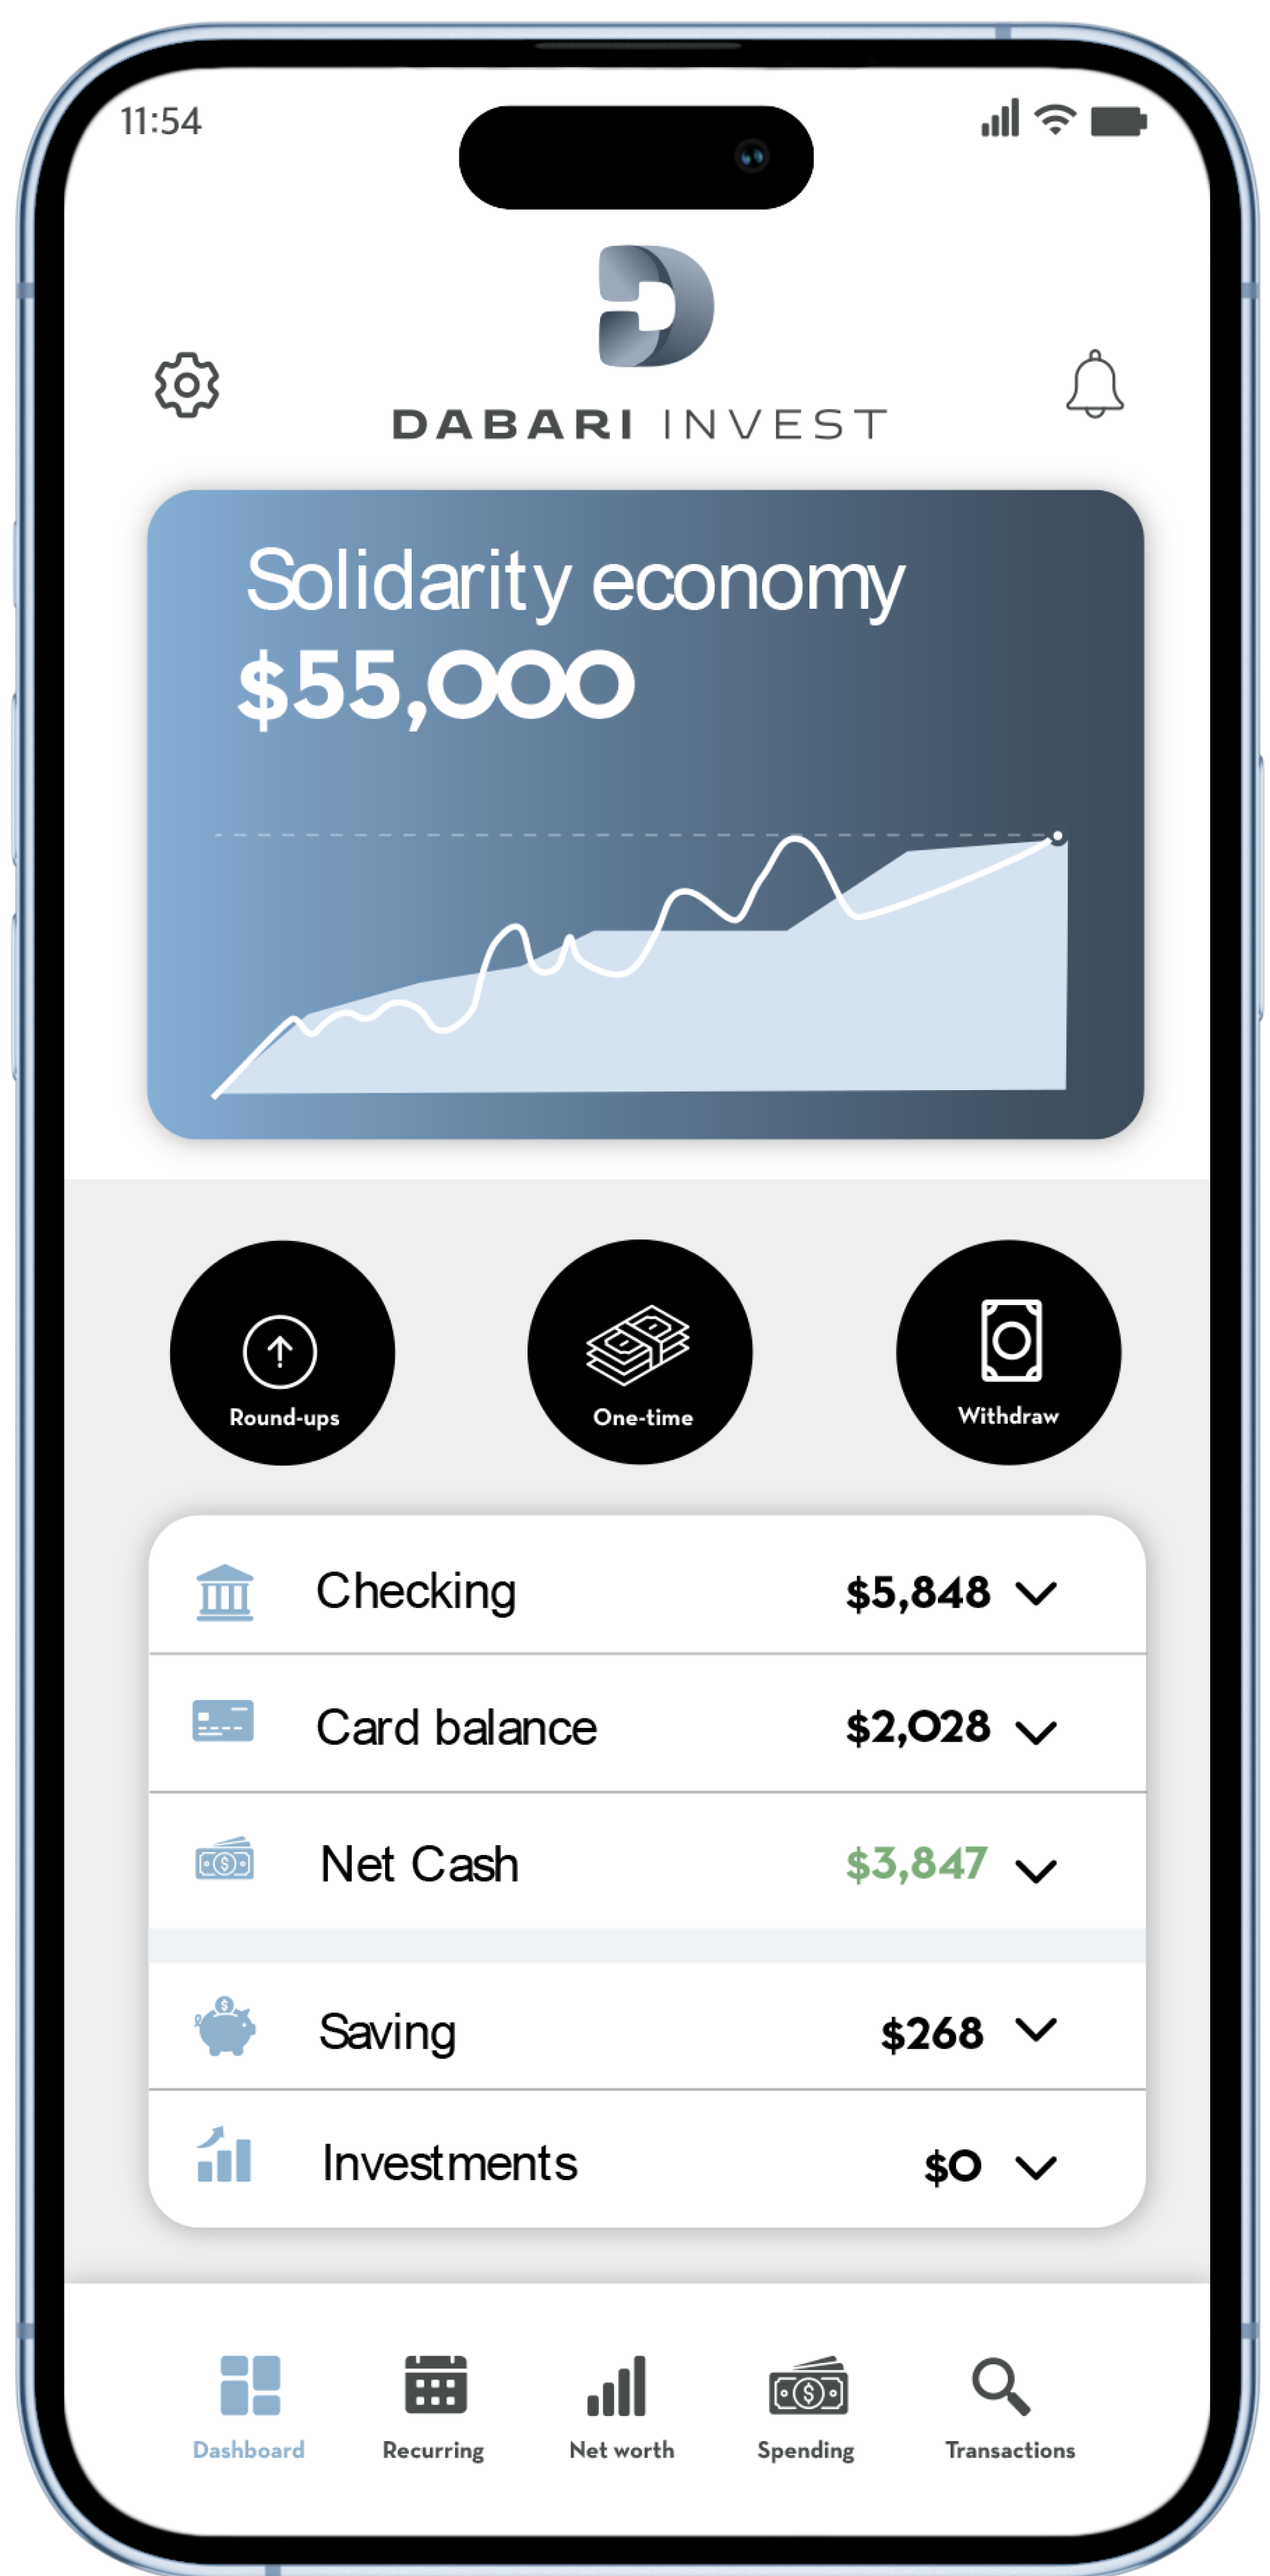 11:54
DABARI INVEST
Solidarity economy
$55,000
Round-ups
One-time
Withdraw
Checking $5,848
Card balance $2,028
Net Cash $3,847
Saving $268
Investments $0
Dashboard Recurring Net worth Spending Transactions